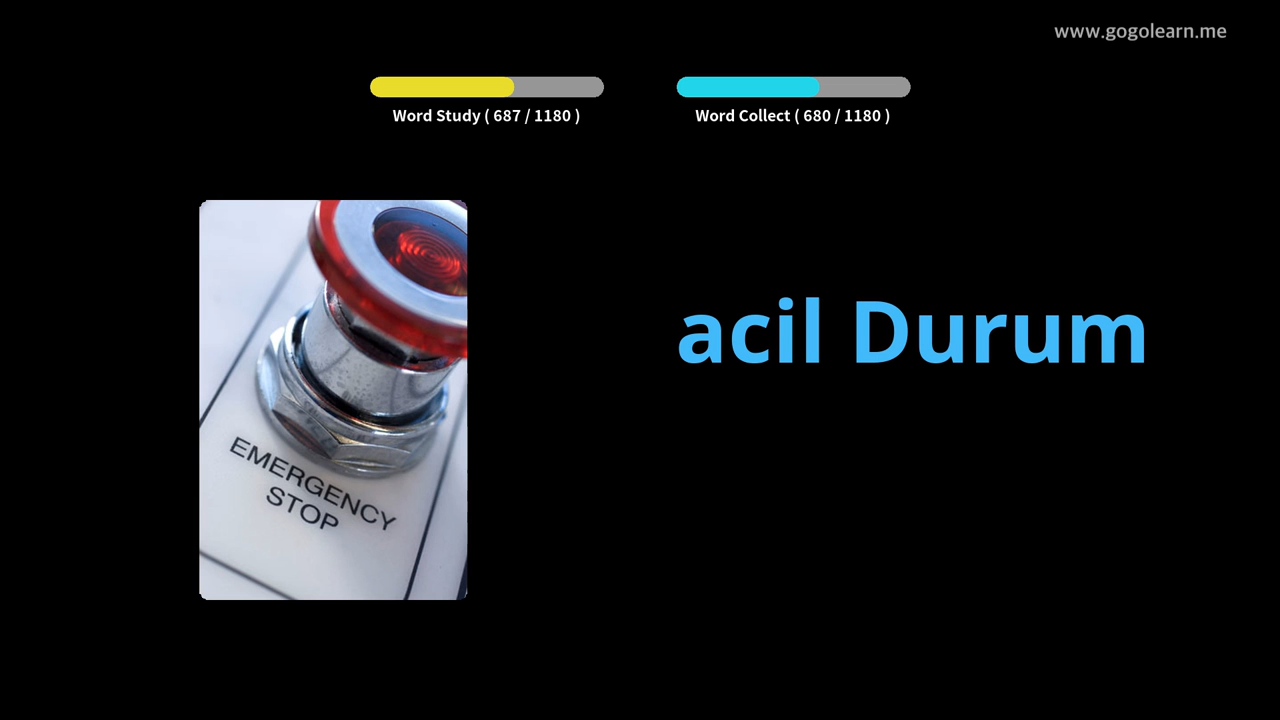 www.gogolearn.me
Word Study ( 687 / 1180 )
Word Collect ( 680 / 1180 )
acil Durum
EMERGENCY
STOP